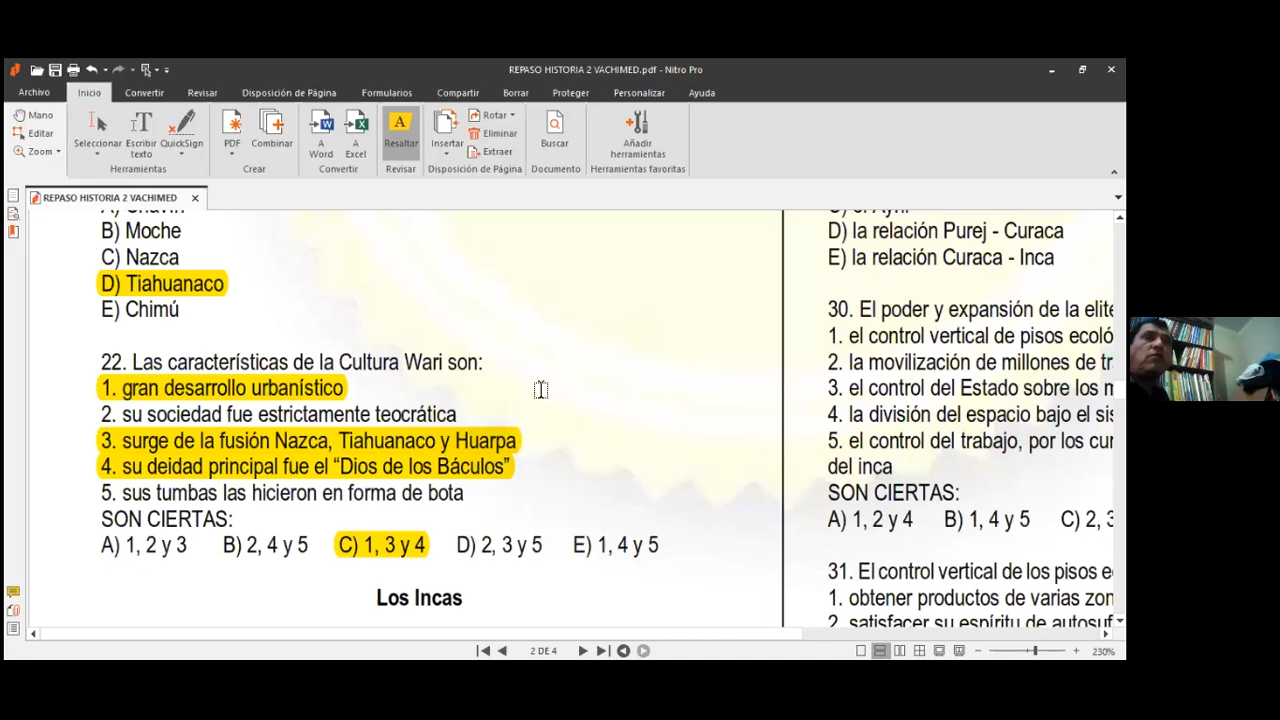 REPASO HISTORIA 2 VACHIMED.pdf - Nitro Pro
Archivo Inicio Convertir Revisar Disposición de Página Formularios Compartir Borrar Proteger Personalizar Ayuda
Mano
Editar
Zoom
Seleccionar
Escribir texto
QuickSign
Herramientas
PDF
Combinar
Crear
A Word
A Excel
Convertir
Resaltar
Revisar
Insertar
Rotar
Eliminar
Extraer
Disposición de Página
Buscar
Documento
Añadir herramientas
Herramientas favoritas
REPASO HISTORIA 2 VACHIMED
B) Moche
C) Nazca
D) Tiahuanaco
E) Chimú
22. Las características de la Cultura Wari son:
1. gran desarrollo urbanístico
2. su sociedad fue estrictamente teocrática
3. surge de la fusión Nazca, Tiahuanaco y Huarpa
4. su deidad principal fue el “Dios de los Báculos”
5. sus tumbas las hicieron en forma de bota
SON CIERTAS:
A) 1, 2 y 3 B) 2, 4 y 5 C) 1, 3 y 4 D) 2, 3 y 5 E) 1, 4 y 5
Los Incas
D) la relación Purej - Curaca
E) la relación Curaca - Inca
30. El poder y expansión de la elite
1. el control vertical de pisos ecoló
2. la movilización de millones de tr
3. el control del Estado sobre los m
4. la división del espacio bajo el sis
5. el control del trabajo, por los cur
del inca
SON CIERTAS:
A) 1, 2 y 4 B) 1, 4 y 5 C) 2, 3
31. El control vertical de los pisos e
1. obtener productos de varias zon
2. satisfacer su espíritu de autosuf
2 DE 4
230%